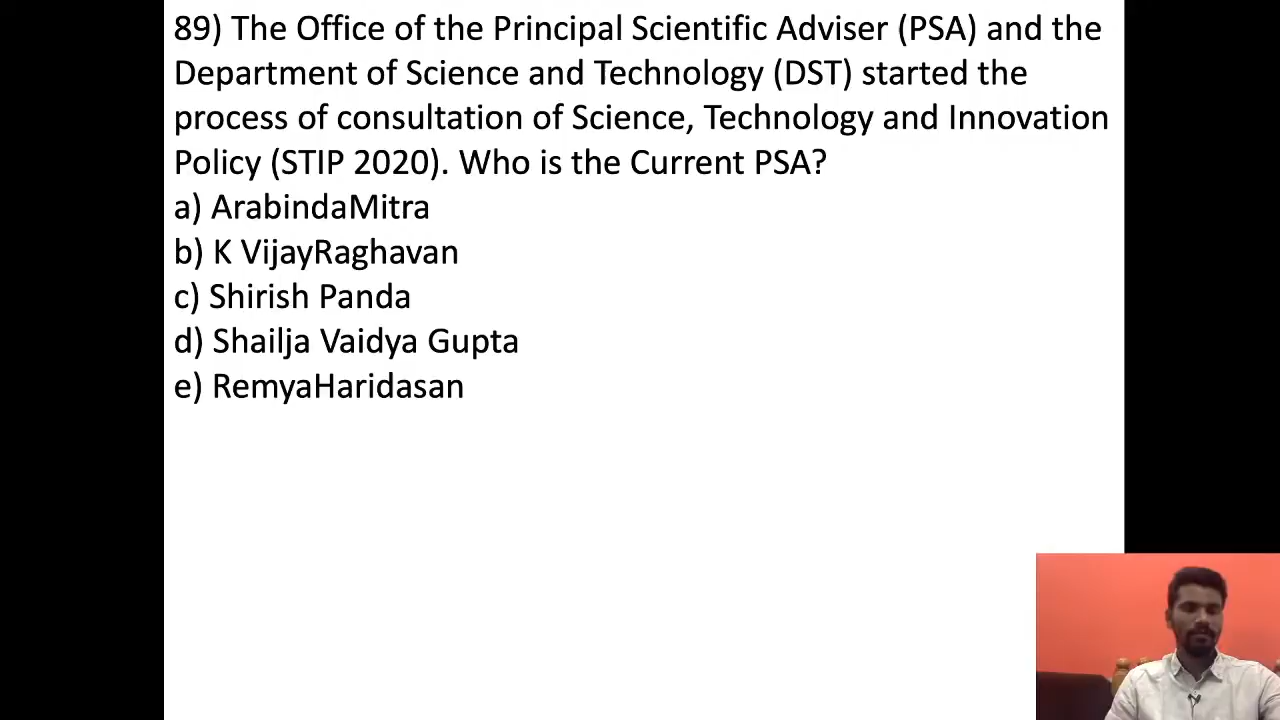 89) The Office of the Principal Scientific Adviser (PSA) and the
Department of Science and Technology (DST) started the
process of consultation of Science, Technology and Innovation
Policy (STIP 2020). Who is the Current PSA?
a) ArabindaMitra
b) K VijayRaghavan
c) Shirish Panda
d) Shailja Vaidya Gupta
e) RemyaHaridasan